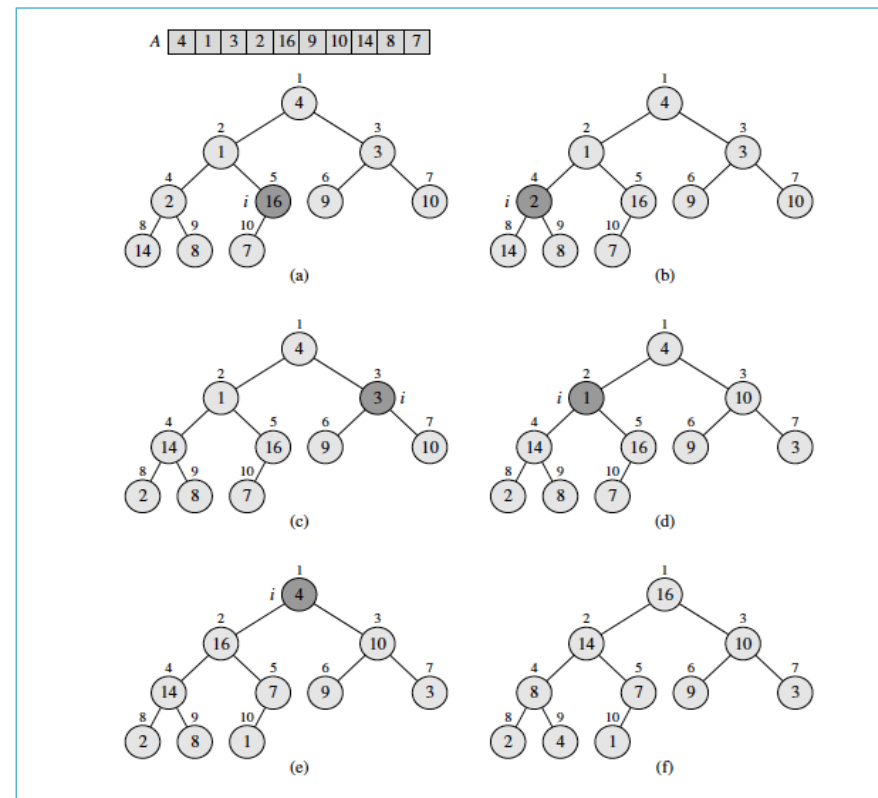 A 4 1 3 2 16 9 10 14 8 7
1 1
4 4
2 3 2 3
1 3 1 3
4 5 6 7 4 5 6 7
2 i 16 9 10 i 2 16 9 10
8 9 10 8 9 10
14 8 7 14 8 7
(a) (b)
1 1
4 4
2 3 2 3
1 3 i i 1 10
4 5 6 7 4 5 6 7
14 16 9 10 14 16 9 3
8 9 10 8 9 10
2 8 7 2 8 7
(c) (d)
1 1
i 4 16
2 3 2 3
16 10 14 10
4 5 6 7 4 5 6 7
14 7 9 3 8 7 9 3
8 9 10 8 9 10
2 8 1 2 4 1
(e) (f)